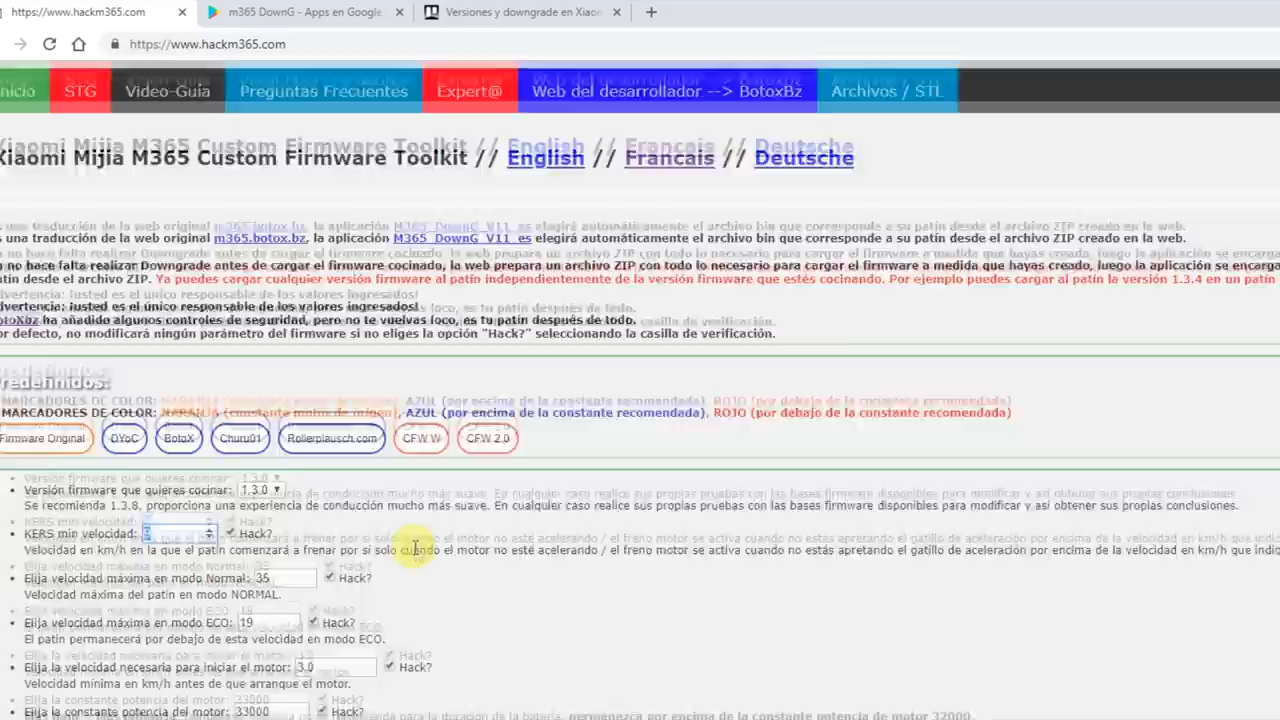 https://www.hackm365.com
m365 DownG - Apps en Google
Versiones y downgrade en Xiaom
https://www.hackm365.com
nicio STG Video-Guia Preguntas Frecuentes Expert@ Web del desarrollador --> BotoxBz Archivos / STL
Xiaomi Mijia M365 Custom Firmware Toolkit // English // Francais // Deutsche
s una traducción de la web original m365.botox.bz, la aplicación M365_DownG_V11_es elegirá automáticamente el archivo bin que corresponde a su patín desde el archivo ZIP creado en la web.
no hace falta realizar Downgrade antes de cargar el firmware cocinado, la web prepara un archivo ZIP con todo lo necesario para cargar el firmware a medida que hayas creado, luego la aplicación se encarga
atín desde el archivo ZIP. Ya puedes cargar cualquier versión firmware al patín independientemente de la versión firmware que estés cocinando. Por ejemplo puedes cargar al patín la versión 1.3.4 en un patín
dvertencia: ¡usted es el único responsable de los valores ingresados!
otoXbz ha añadido algunos controles de seguridad, pero no te vuelvas loco, es tu patín después de todo.
or defecto, no modificará ningún parámetro del firmware si no eliges la opción "Hack?" seleccionando la casilla de verificación.
redefinidos:
MARCADORES DE COLOR: NARANJA (constante motor de origen), AZUL (por encima de la constante recomendada), ROJO (por debajo de la constante recomendada)
Firmware Original DYoC BotoX Churu01 Rollerplausch.com CFW W CFW 2.0
• Versión firmware que quieres cocinar: 1.3.0
Se recomienda 1.3.8, proporciona una experiencia de conducción mucho más suave. En cualquier caso realice sus propias pruebas con las bases firmware disponibles para modificar y así obtener sus propias conclusiones.
• KERS min velocidad: Hack?
Velocidad en km/h en la que el patín comenzará a frenar por si solo cuando el motor no esté acelerando / el freno motor se activa cuando no estás apretando el gatillo de aceleración por encima de la velocidad en km/h que indiq
• Elija velocidad máxima en modo Normal: 35 Hack?
Velocidad máxima del patín en modo NORMAL.
• Elija velocidad máxima en modo ECO: 19 Hack?
El patín permanecerá por debajo de esta velocidad en modo ECO.
• Elija la velocidad necesaria para iniciar el motor: 3.0 Hack?
Velocidad mínima en km/h antes de que arranque el motor.
• Elija la constante potencia del motor: 33000 Hack?